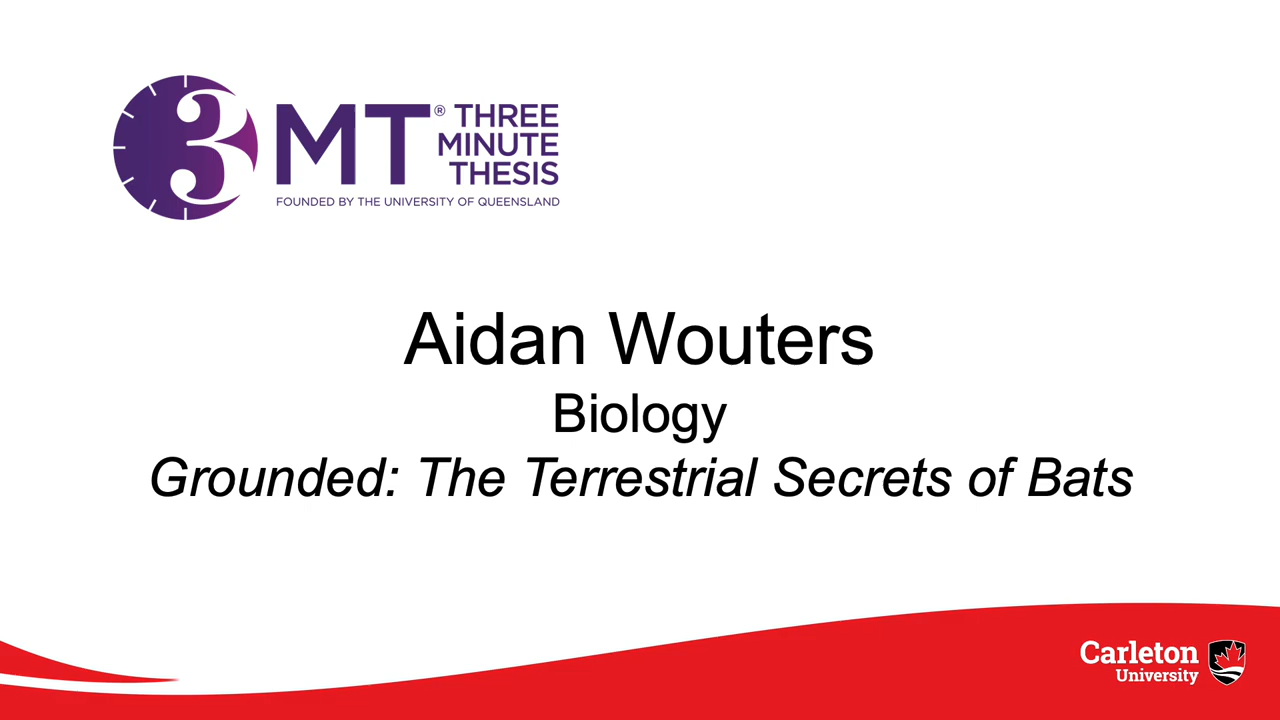 3MT® THREE
MINUTE
THESIS
FOUNDED BY THE UNIVERSITY OF QUEENSLAND
Aidan Wouters
Biology
Grounded: The Terrestrial Secrets of Bats
Carleton
University